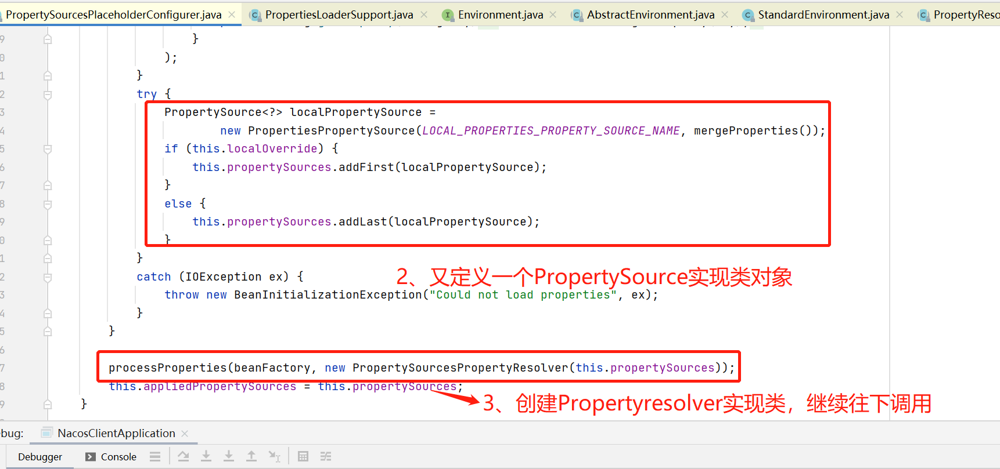 PropertySourcesPlaceholderConfigurer.java PropertiesLoaderSupport.java Environment.java AbstractEnvironment.java StandardEnvironment.java PropertyReso
9 }
0 );
1 }
2 try {
3 PropertySource<?> localPropertySource =
4 new PropertiesPropertySource(LOCAL_PROPERTIES_PROPERTY_SOURCE_NAME, mergeProperties());
5 if (this.localOverride) {
6 this.propertySources.addFirst(localPropertySource);
7 }
8 else {
9 this.propertySources.addLast(localPropertySource);
0 }
1 }
2 catch (IOException ex) {
2、又定义一个PropertySource实现类对象
3 throw new BeanInitializationException("Could not load properties", ex);
4 }
5 }
6
7 processProperties(beanFactory, new PropertySourcesPropertyResolver(this.propertySources));
8 this.appliedPropertySources = this.propertySources;
9 }
3、创建Propertyresolver实现类，继续往下调用
bug: NacosClientApplication
Debugger Console